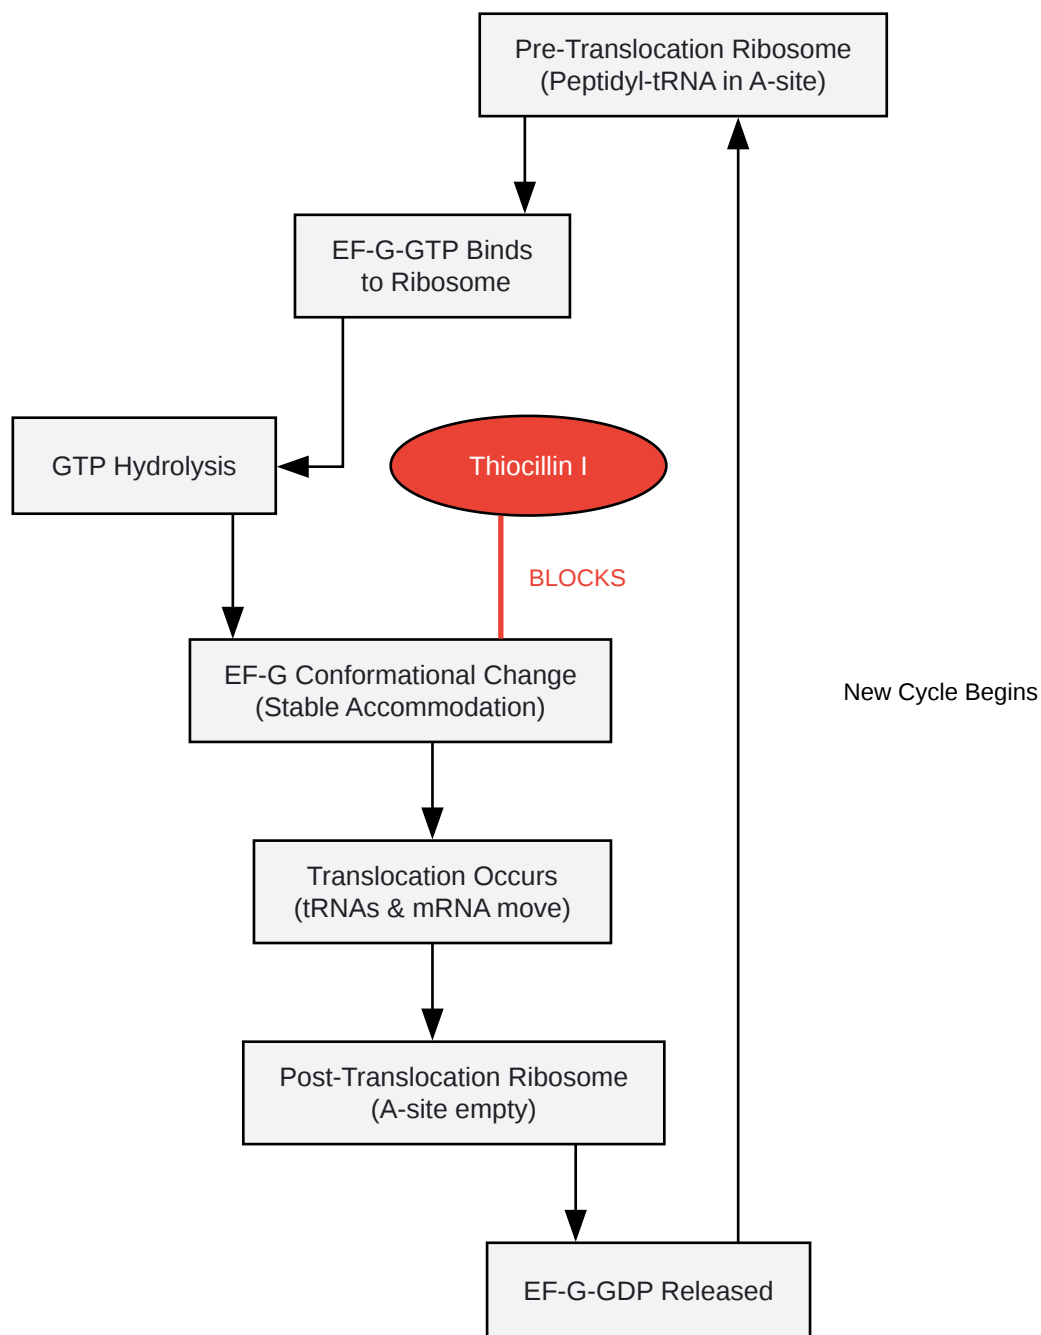 Pre-Translocation Ribosome
(Peptidyl-tRNA in A-site)
EF-G-GTP Binds
to Ribosome
GTP Hydrolysis
Thiocillin I
BLOCKS
EF-G Conformational Change
(Stable Accommodation)
New Cycle Begins
Translocation Occurs
(tRNAs & mRNA move)
Post-Translocation Ribosome
(A-site empty)
EF-G-GDP Released